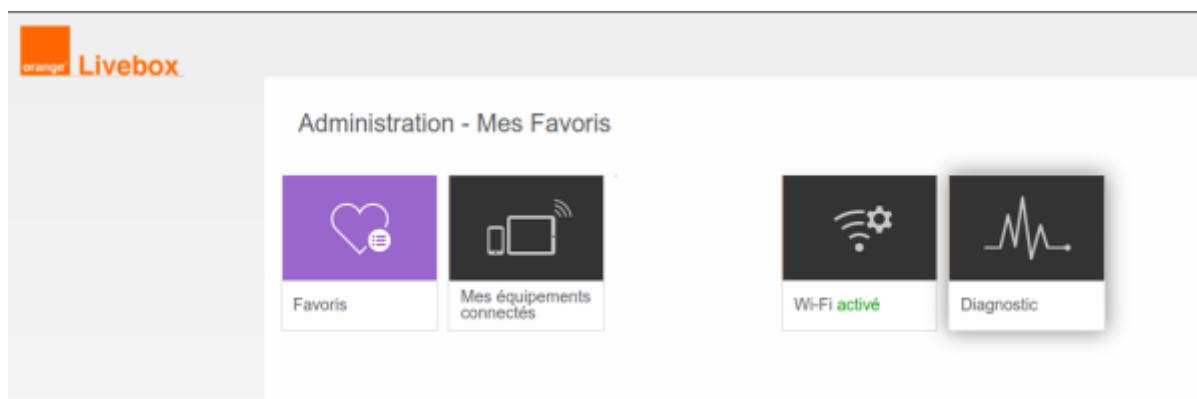 orange
Livebox
Administration - Mes Favoris
Favoris
Mes équipements
connectés
Wi-Fi activé
Diagnostic